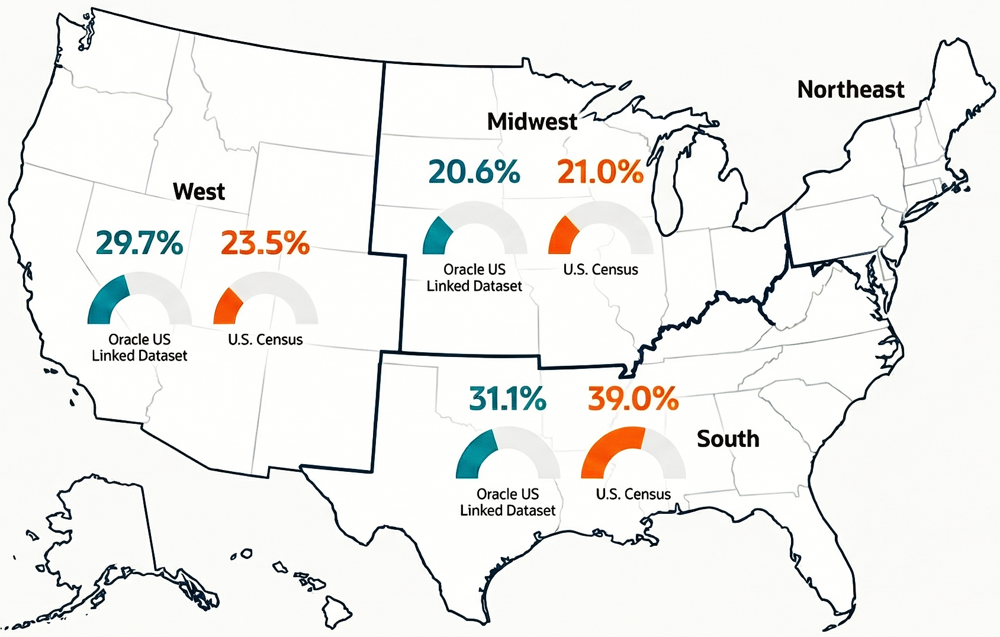 Northeast
Midwest
20.6%
21.0%
Oracle US
Linked Dataset
U.S. Census
West
29.7%
23.5%
Oracle US
Linked Dataset
U.S. Census
31.1%
39.0%
South
Oracle US
Linked Dataset
U.S. Census